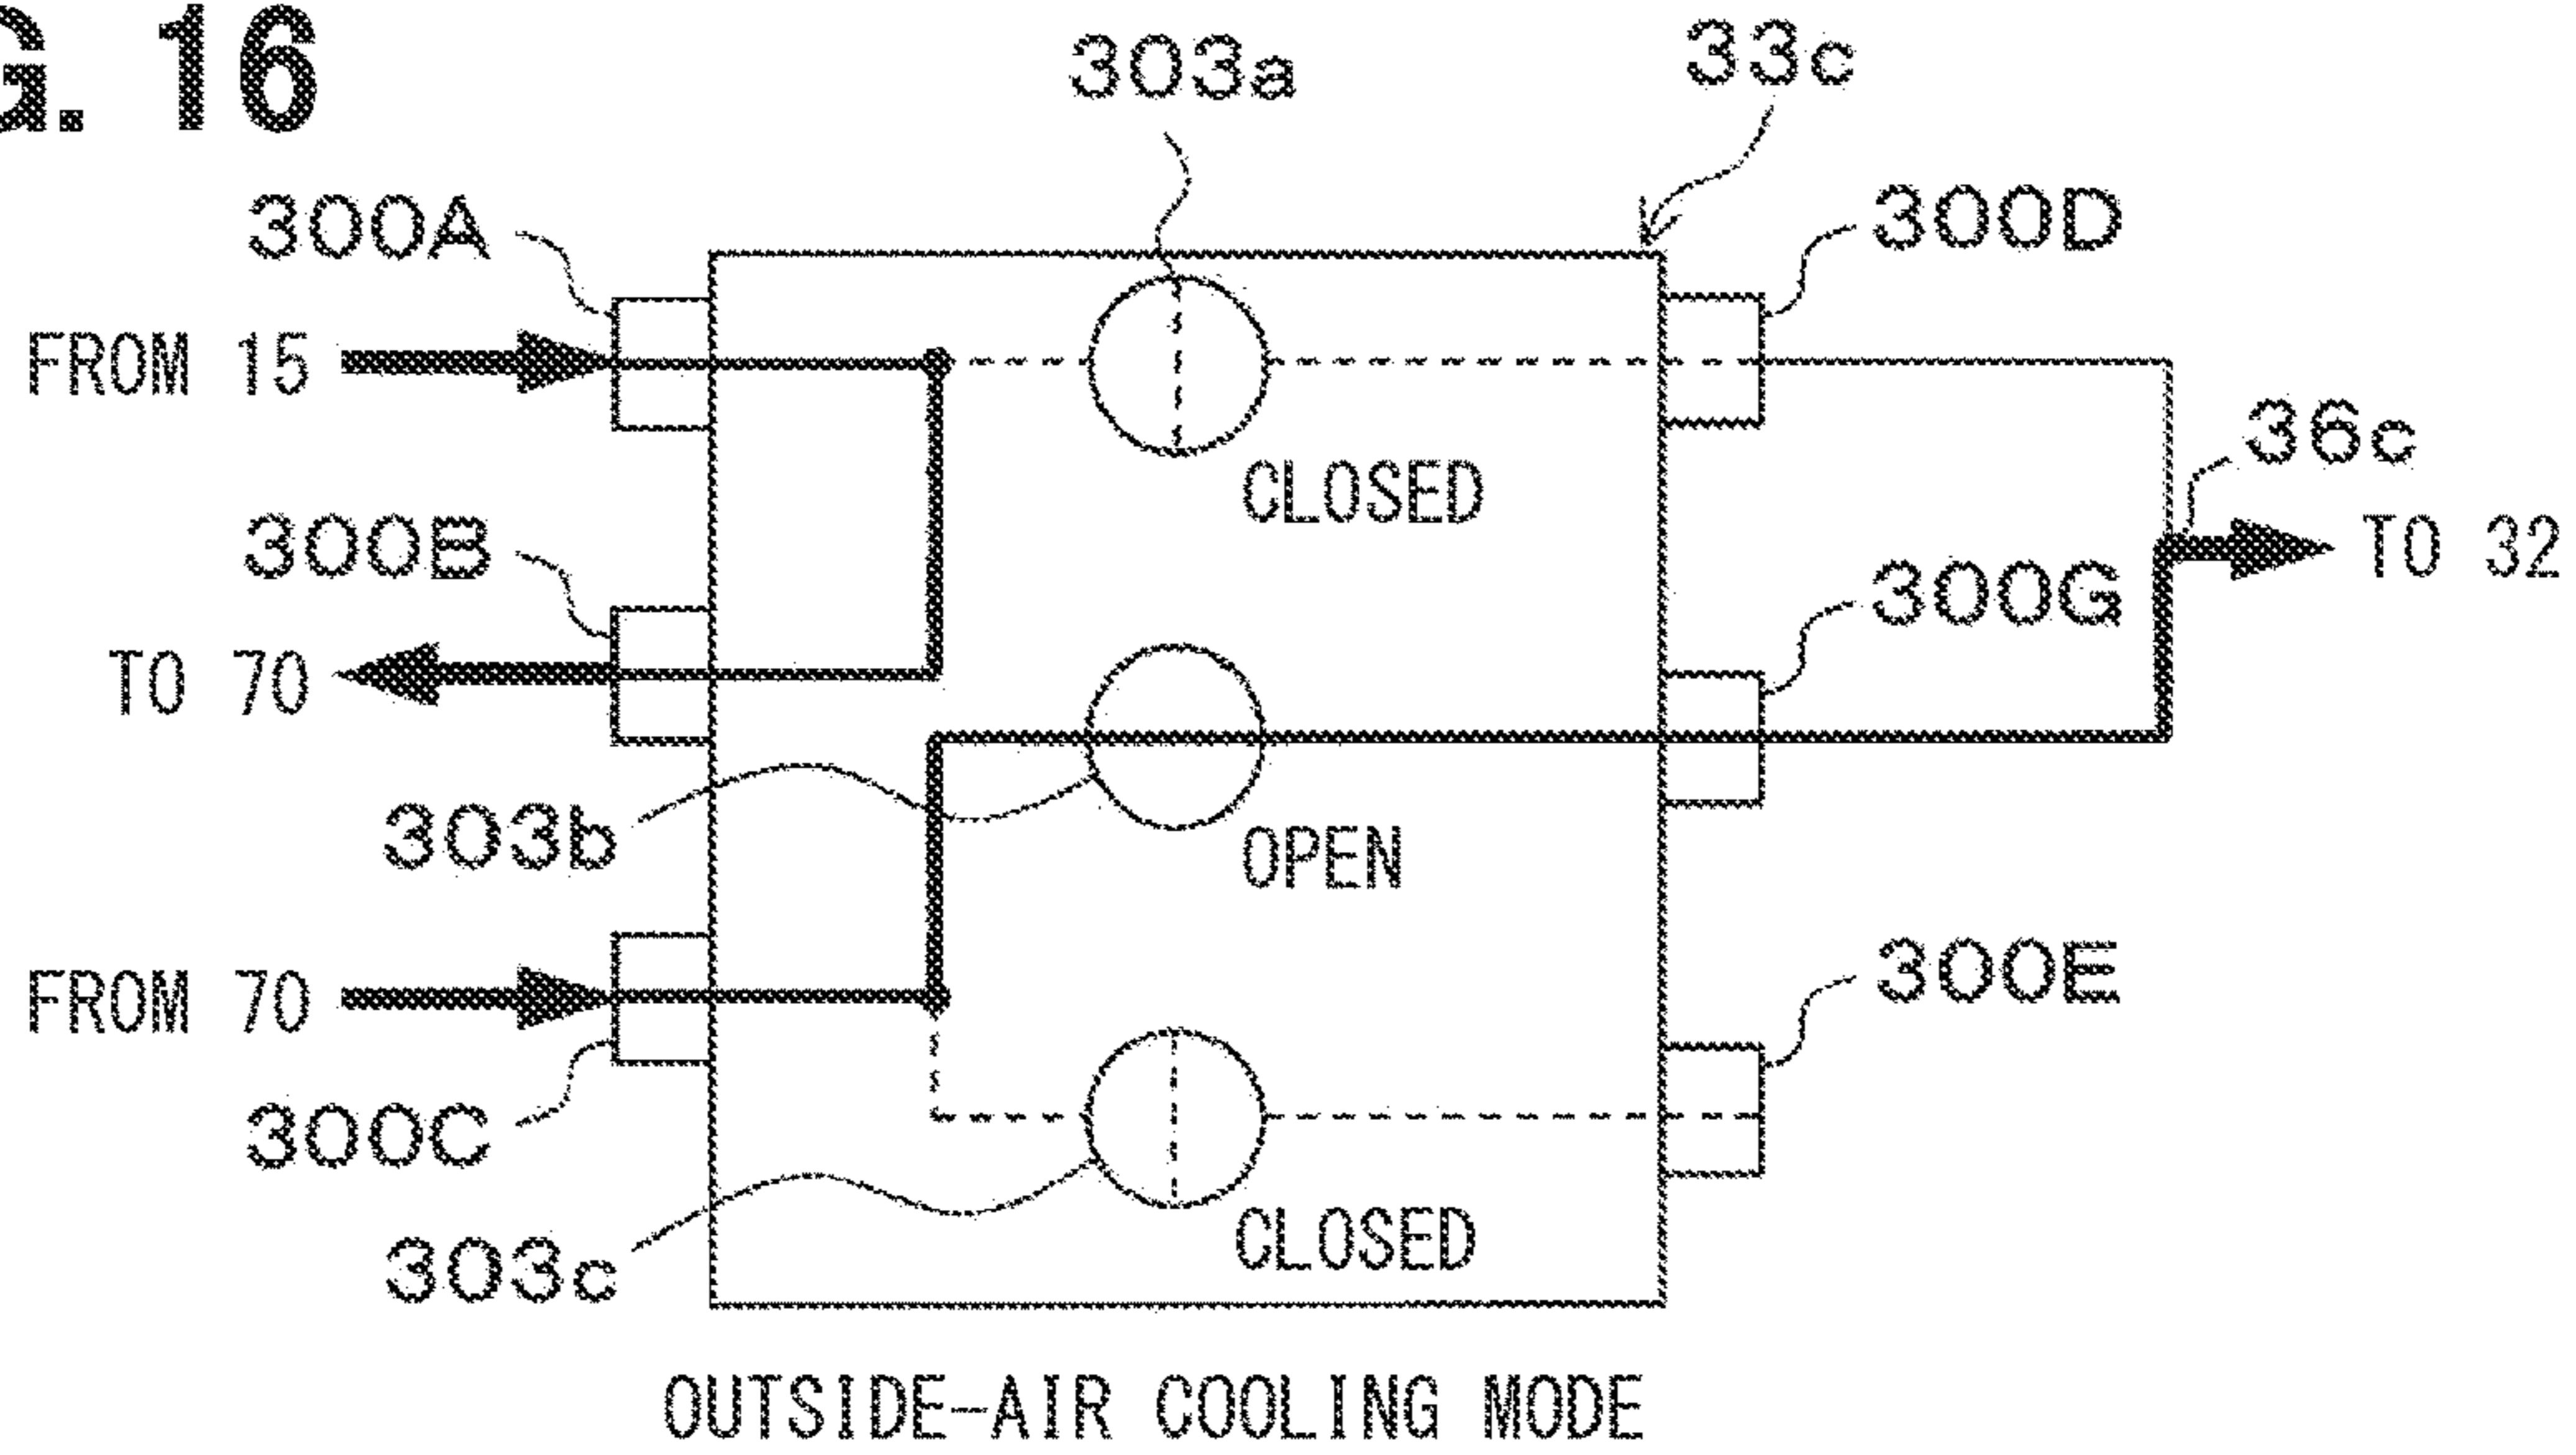 G. 16
303a
33c
300A
300D
FROM 15
36c
CLOSED
300B
TO 32
300G
TO 70
303b
OPEN
300E
FROM 70
300C
303c
CLOSED
OUTSIDE-AIR COOLING MODE